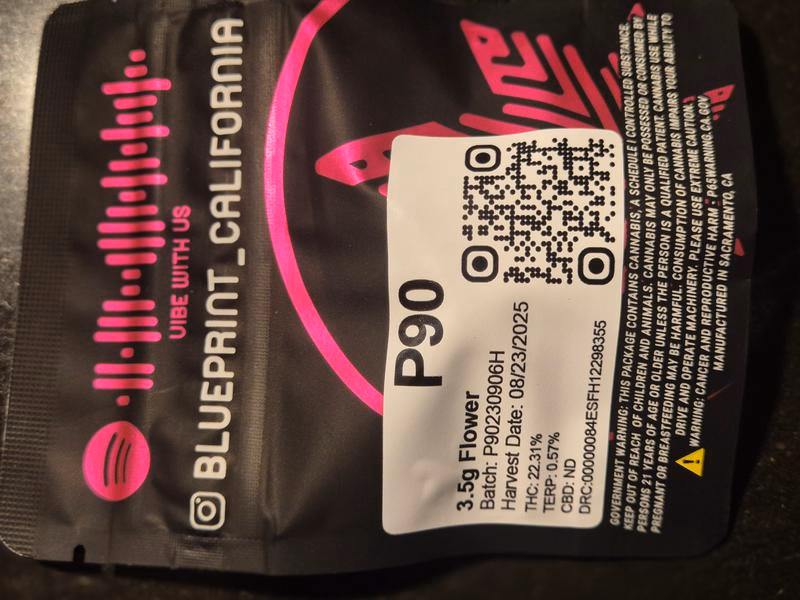 VIBE WITH US
BLUEPRINT_CALIFORNIA
P90
3.5g Flower
Batch: P90230906H
Harvest Date: 08/23/2025
THC: 22.31%
TERP: 0.57%
CBD: ND
DRC:00000084ESFH12298355
GOVERNMENT WARNING: THIS PACKAGE CONTAINS CANNABIS, A SCHEDULE I CONTROLLED SUBSTANCE.
KEEP OUT OF REACH OF CHILDREN AND ANIMALS. CANNABIS MAY ONLY BE POSSESSED OR CONSUMED BY
PERSONS 21 YEARS OF AGE OR OLDER UNLESS THE PERSON IS A QUALIFIED PATIENT. CANNABIS USE WHILE
PREGNANT OR BREASTFEEDING MAY BE HARMFUL. CONSUMPTION OF CANNABIS IMPAIRS YOUR ABILITY TO
DRIVE AND OPERATE MACHINERY. PLEASE USE EXTREME CAUTION.
WARNING: CANCER AND REPRODUCTIVE HARM - P65WARNING.CA.GOV
MANUFACTURED IN SACRAMENTO, CA